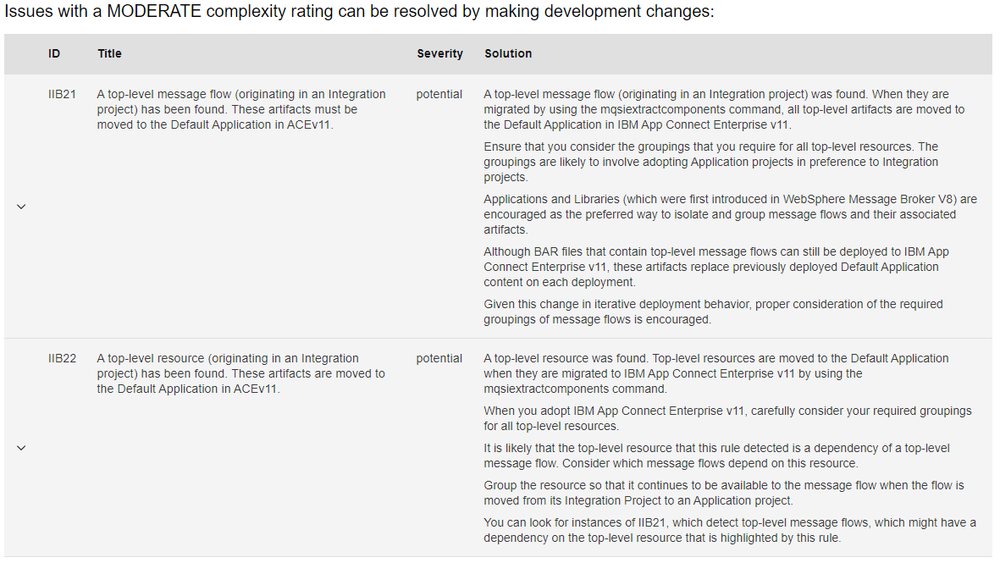 Issues with a MODERATE complexity rating can be resolved by making development changes:
ID Title Severity Solution
IIB21 A top-level message flow (originating in an Integration project) has been found. These artifacts must be moved to the Default Application in ACEv11. potential
A top-level message flow (originating in an Integration project) was found. When they are
migrated by using the mqsiextractcomponents command, all top-level artifacts are moved to
the Default Application in IBM App Connect Enterprise v11.
Ensure that you consider the groupings that you require for all top-level resources. The
groupings are likely to involve adopting Application projects in preference to Integration
projects.
Applications and Libraries (which were first introduced in WebSphere Message Broker V8) are
encouraged as the preferred way to isolate and group message flows and their associated
artifacts.
Although BAR files that contain top-level message flows can still be deployed to IBM App
Connect Enterprise v11, these artifacts replace previously deployed Default Application
content on each deployment.
Given this change in iterative deployment behavior, proper consideration of the required
groupings of message flows is encouraged.
IIB22 A top-level resource (originating in an Integration project) has been found. These artifacts are moved to the Default Application in ACEv11. potential
A top-level resource was found. Top-level resources are moved to the Default Application
when they are migrated to IBM App Connect Enterprise v11 by using the
mqsiextractcomponents command.
When you adopt IBM App Connect Enterprise v11, carefully consider your required groupings
for all top-level resources.
It is likely that the top-level resource that this rule detected is a dependency of a top-level
message flow. Consider which message flows depend on this resource.
Group the resource so that it continues to be available to the message flow when the flow is
moved from its Integration Project to an Application project.
You can look for instances of IIB21, which detect top-level message flows, which might have a
dependency on the top-level resource that is highlighted by this rule.